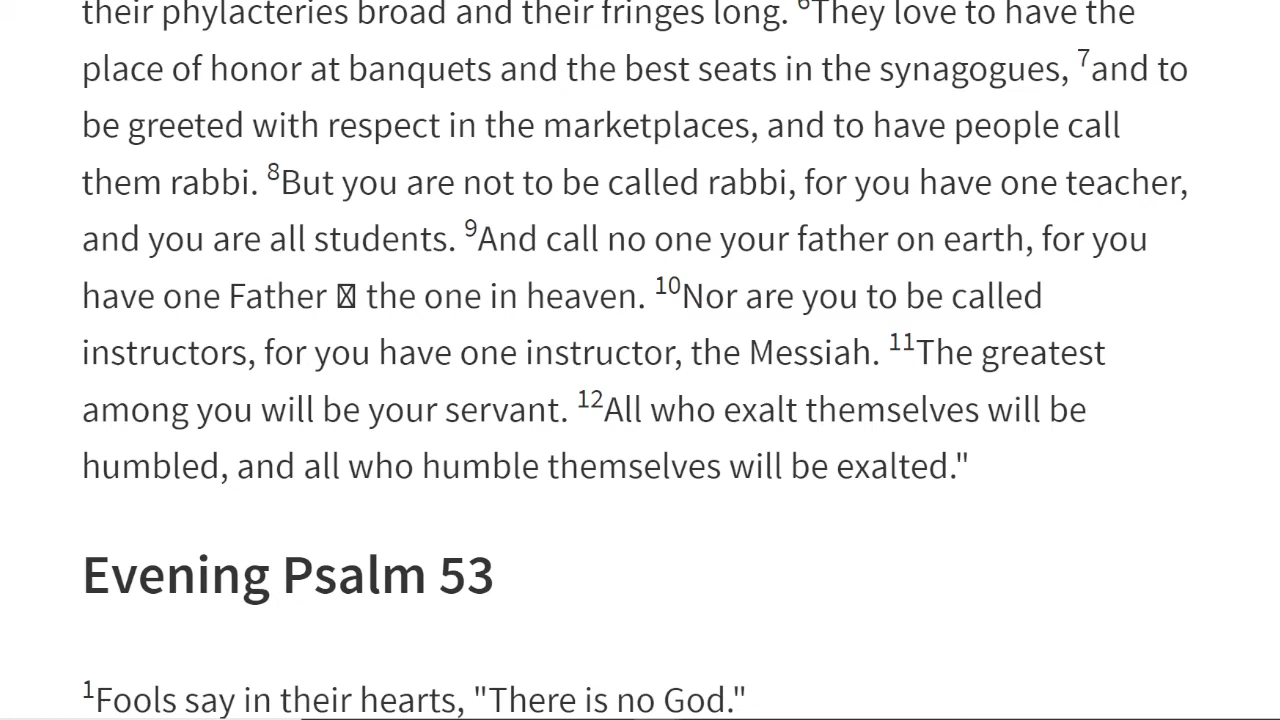 their phylacteries broad and their fringes long. 6They love to have the
place of honor at banquets and the best seats in the synagogues, 7and to
be greeted with respect in the marketplaces, and to have people call
them rabbi. 8But you are not to be called rabbi, for you have one teacher,
and you are all students. 9And call no one your father on earth, for you
have one Father  the one in heaven. 10Nor are you to be called
instructors, for you have one instructor, the Messiah. 11The greatest
among you will be your servant. 12All who exalt themselves will be
humbled, and all who humble themselves will be exalted."
Evening Psalm 53
1Fools say in their hearts, "There is no God."